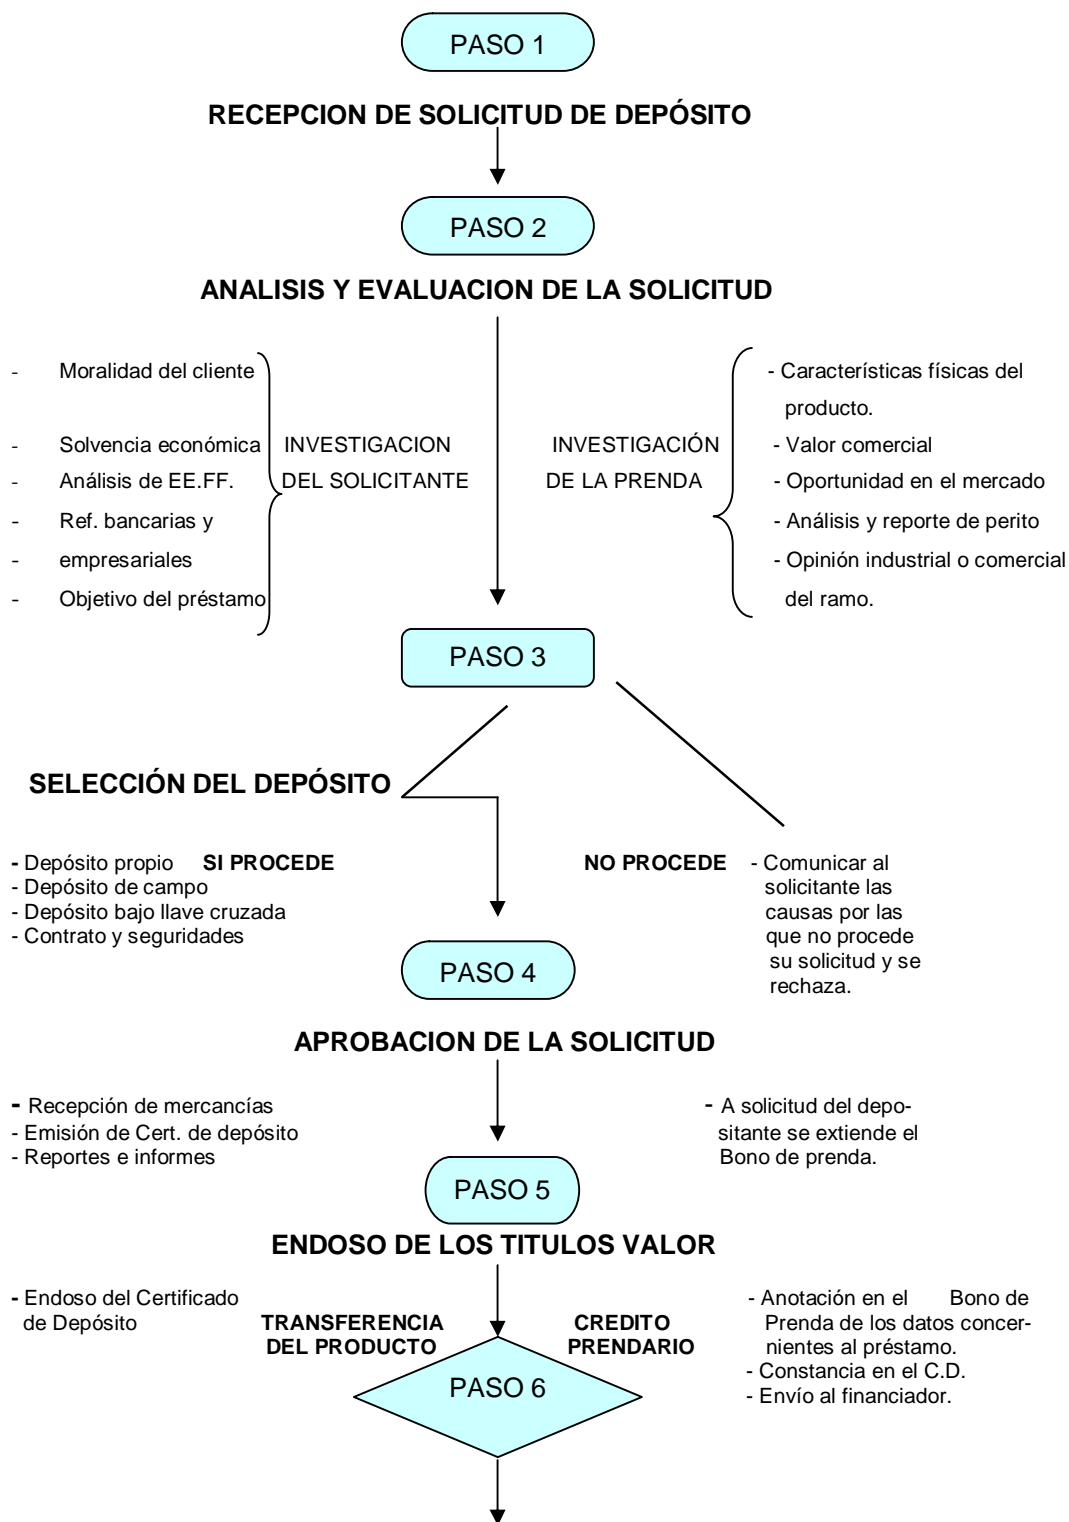 PASO 1
RECEPCION DE SOLICITUD DE DEPÓSITO
PASO 2
ANALISIS Y EVALUACION DE LA SOLICITUD
- Moralidad del cliente
- Solvencia económica
- Análisis de EE.FF.
- Ref. bancarias y
- empresariales
- Objetivo del préstamo
INVESTIGACION
DEL SOLICITANTE
INVESTIGACIÓN
DE LA PRENDA
- Características físicas del
producto.
- Valor comercial
- Oportunidad en el mercado
- Análisis y reporte de perito
- Opinión industrial o comercial
del ramo.
PASO 3
SELECCIÓN DEL DEPÓSITO
- Depósito propio
- Depósito de campo
- Depósito bajo llave cruzada
- Contrato y seguridades
SI PROCEDE
NO PROCEDE
- Comunicar al
solicitante las
causas por las
que no procede
su solicitud y se
rechaza.
PASO 4
APROBACION DE LA SOLICITUD
- Recepción de mercancías
- Emisión de Cert. de depósito
- Reportes e informes
- A solicitud del depo-
sitante se extiende el
Bono de prenda.
PASO 5
ENDOSO DE LOS TITULOS VALOR
- Endoso del Certificado
de Depósito
TRANSFERENCIA
DEL PRODUCTO
CREDITO
PRENDARIO
- Anotación en el Bono de
Prenda de los datos concer-
nientes al préstamo.
- Constancia en el C.D.
- Envío al financiador.
PASO 6